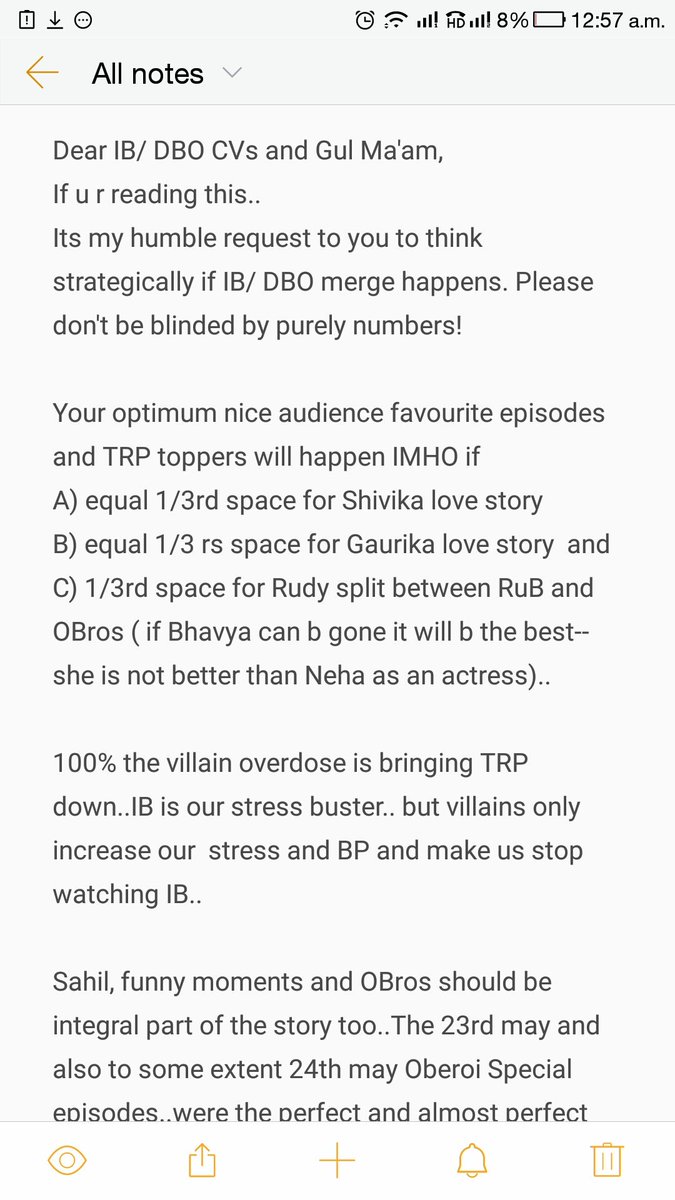 HD 8% 12:57 a.m.
All notes
Dear IB/ DBO CVs and Gul Ma'am,
If u r reading this..
Its my humble request to you to think
strategically if IB/ DBO merge happens. Please
don't be blinded by purely numbers!
Your optimum nice audience favourite episodes
and TRP toppers will happen IMHO if
A) equal 1/3rd space for Shivika love story
B) equal 1/3 rs space for Gaurika love story  and
C) 1/3rd space for Rudy split between RuB and
OBros ( if Bhavya can b gone it will b the best--
she is not better than Neha as an actress)..
100% the villain overdose is bringing TRP
down..IB is our stress buster.. but villains only
increase our  stress and BP and make us stop
watching IB..
Sahil, funny moments and OBros should be
integral part of the story too..The 23rd may and
also to some extent 24th may Oberoi Special
episodes..were the perfect and almost perfect